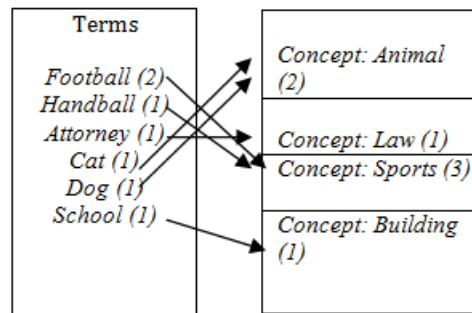 Terms
Football (2)
Handball (1)
Attorney (1)
Cat (1)
Dog (1)
School (1)
Concept: Animal
(2)
Concept: Law (1)
Concept: Sports (3)
Concept: Building
(1)